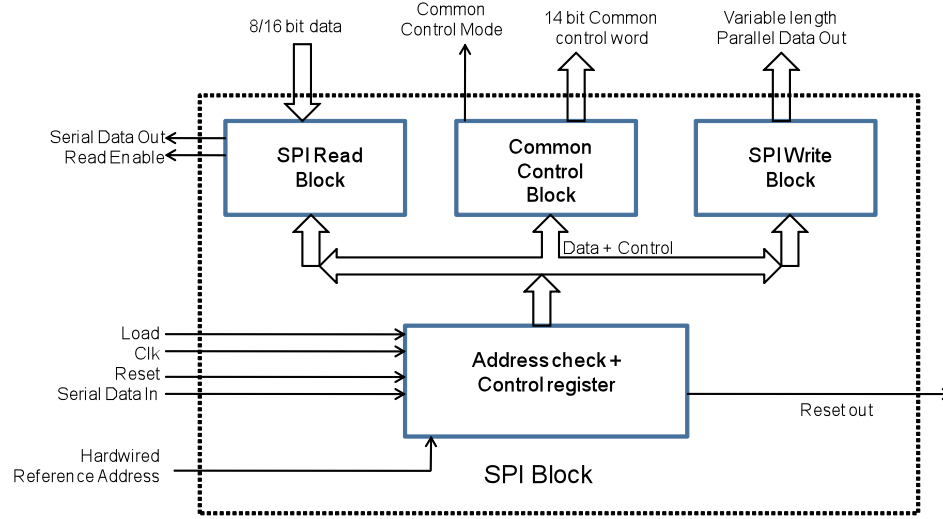 Common
Control Mode
8/16 bit data
14 bit Common
control word
Variable length
Parallel Data Out
Serial Data Out
Read Enable
SPI Read
Block
Common
Control
Block
SPI Write
Block
Data + Control
Load
Clk
Reset
Serial Data In
Address check +
Control register
Reset out
Hardwired
Reference Address
SPI Block